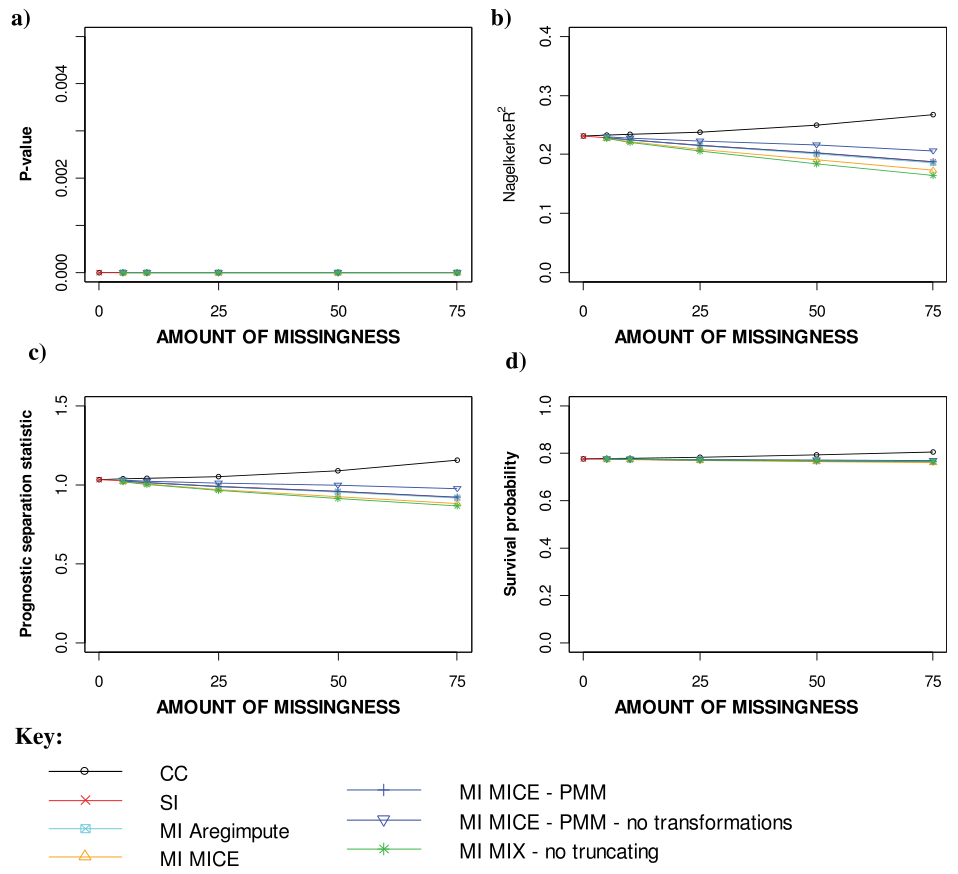 a)
P-value
0.000
0.002
0.004
0
25
50
75
AMOUNT OF MISSINGNESS
b)
NagelkerkeR²
0.0
0.1
0.2
0.3
0.4
0
25
50
75
AMOUNT OF MISSINGNESS
c)
Prognostic separation statistic
0.0
0.5
1.0
1.5
0
25
50
75
AMOUNT OF MISSINGNESS
d)
Survival probability
0.0
0.2
0.4
0.6
0.8
1.0
0
25
50
75
AMOUNT OF MISSINGNESS
Key:
CC
SI
MI Aregimpute
MI MICE
MI MICE - PMM
MI MICE - PMM - no transformations
MI MIX - no truncating